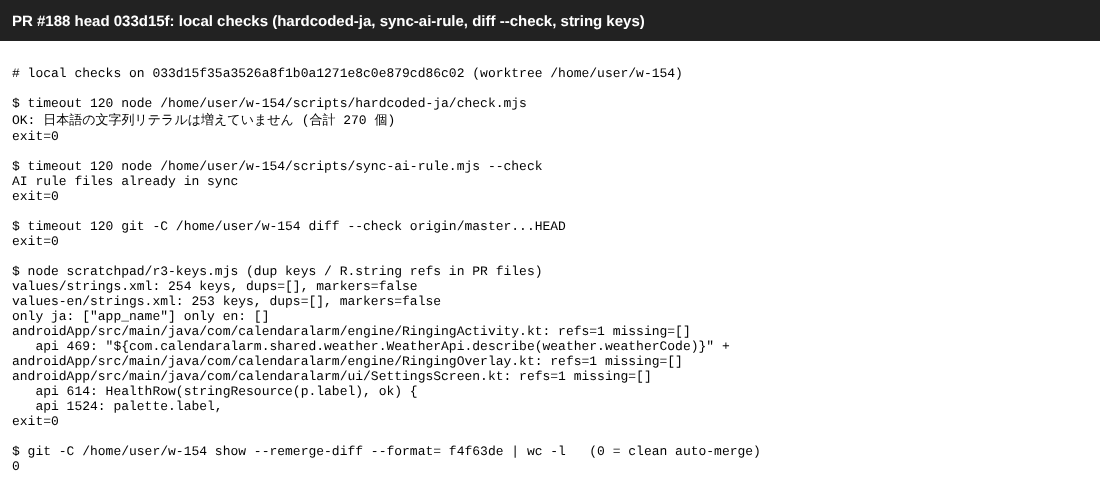 PR #188 head 033d15f: local checks (hardcoded-ja, sync-ai-rule, diff --check, string keys)
# local checks on 033d15f35a3526a8f1b0a1271e8c0e879cd86c02 (worktree /home/user/w-154)
$ timeout 120 node /home/user/w-154/scripts/hardcoded-ja/check.mjs
OK: 日本語の文字列リテラルは増えていません (合計 270 個)
exit=0
$ timeout 120 node /home/user/w-154/scripts/sync-ai-rule.mjs --check
AI rule files already in sync
exit=0
$ timeout 120 git -C /home/user/w-154 diff --check origin/master...HEAD
exit=0
$ node scratchpad/r3-keys.mjs (dup keys / R.string refs in PR files)
values/strings.xml: 254 keys, dups=[], markers=false
values-en/strings.xml: 253 keys, dups=[], markers=false
only ja: ["app_name"] only en: []
androidApp/src/main/java/com/calendaralarm/engine/RingingActivity.kt: refs=1 missing=[]
   api 469: "${com.calendaralarm.shared.weather.WeatherApi.describe(weather.weatherCode)}" +
androidApp/src/main/java/com/calendaralarm/engine/RingingOverlay.kt: refs=1 missing=[]
androidApp/src/main/java/com/calendaralarm/ui/SettingsScreen.kt: refs=1 missing=[]
   api 614: HealthRow(stringResource(p.label), ok) {
   api 1524: palette.label,
exit=0
$ git -C /home/user/w-154 show --remerge-diff --format= f4f63de | wc -l   (0 = clean auto-merge)
0